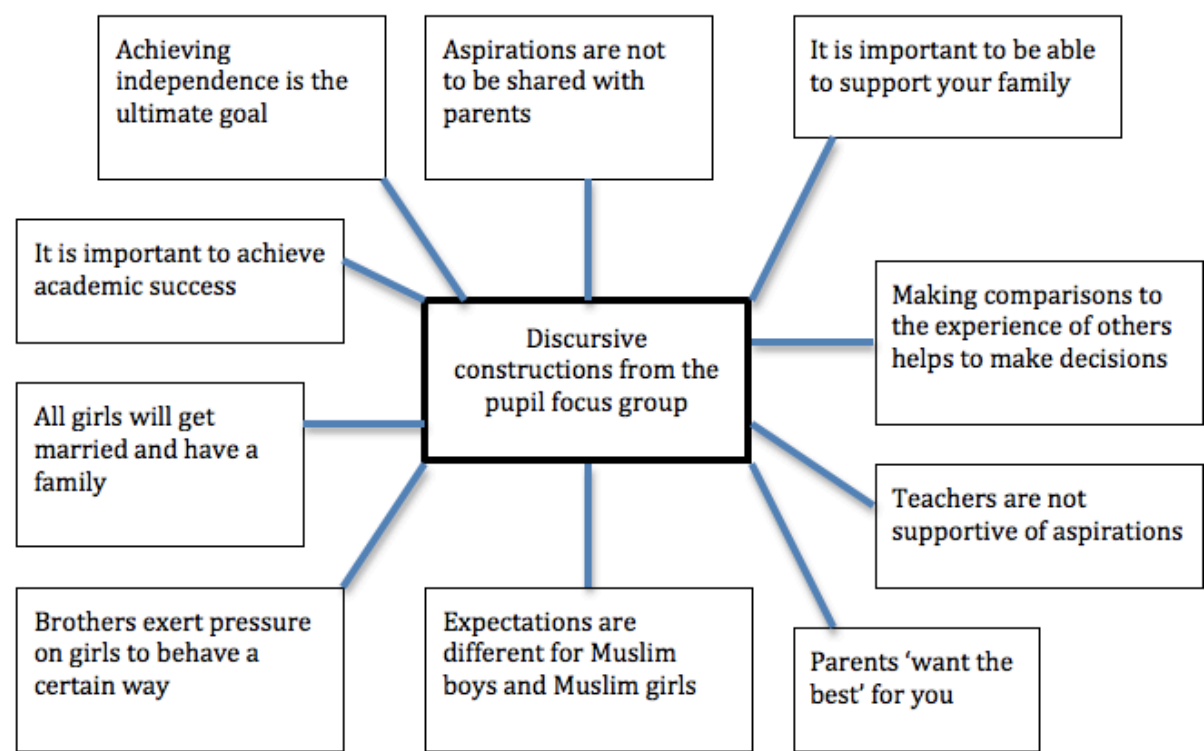 Achieving
independence is the
ultimate goal
Aspirations are not
to be shared with
parents
It is important to be able
to support your family
It is important to achieve
academic success
Making comparisons to
the experience of others
helps to make decisions
Discursive
constructions from the
pupil focus group
All girls will get
married and have a
family
Teachers are not
supportive of aspirations
Brothers exert pressure
on girls to behave a
certain way
Expectations are
different for Muslim
boys and Muslim girls
Parents ‘want the
best’ for you